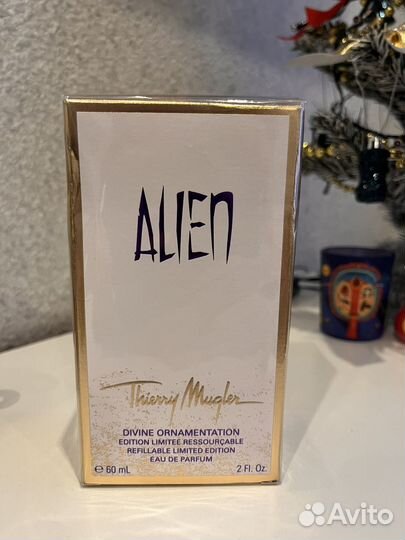 ALIEN
Thierry Mugler
DIVINE ORNAMENTATION
EDITION LIMITEE RESSOURÇABLE
REFILLABLE LIMITED EDITION
EAU DE PARFUM
e 60 mL 2 Fl. Oz.
Avito